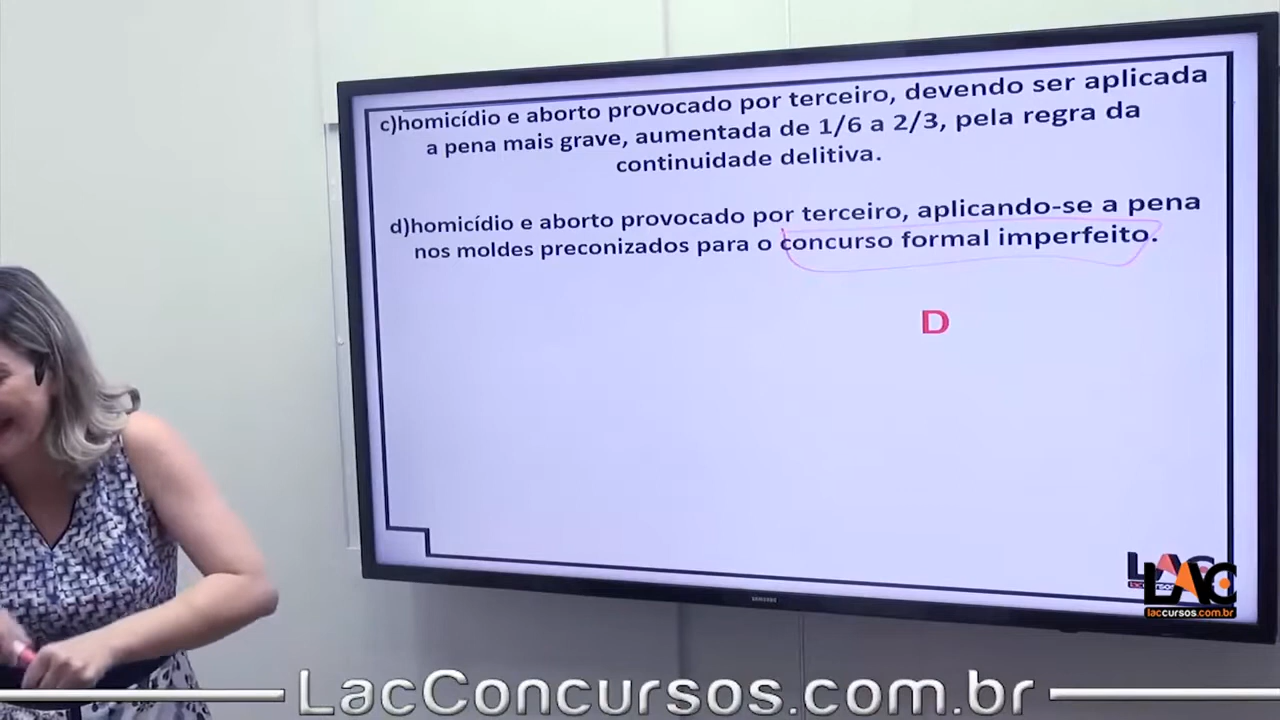 c)homicídio e aborto provocado por terceiro, devendo ser aplicada
a pena mais grave, aumentada de 1/6 a 2/3, pela regra da
continuidade delitiva.
d)homicídio e aborto provocado por terceiro, aplicando-se a pena
nos moldes preconizados para o concurso formal imperfeito.
D
LAC
LAC
laccursos.com.br
SAMSUNG
LacConcursos.com.br